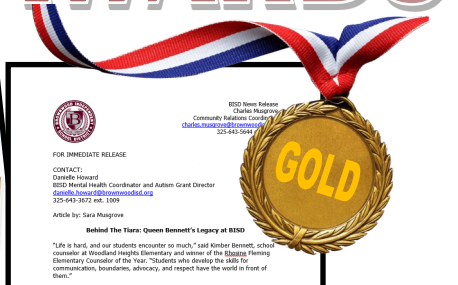 AWARDS
BISD News Release
Charles Musgrove
Community Relations
charles.musgrove@brownwoodi
325-643-5644
FOR IMMEDIATE RELEASE
CONTACT:
Danielle Howard
BISD Mental Health Coordinator and Autism Grant Director
danielle.howard@brownwoodisd.org
325-643-3672 ext. 1009
Article by: Sara Musgrove
Behind The Tiara: Queen Bennett's Legacy at BISD
"Life is hard, and our students encounter so much," said Kimber Bennett, school
counselor at Woodland Heights Elementary and winner of the Rhosine Fleming
Elementary Counselor of the Year. "Students who develop the skills for
communication, boundaries, advocacy, and respect have the world in front of
them."
GOLD